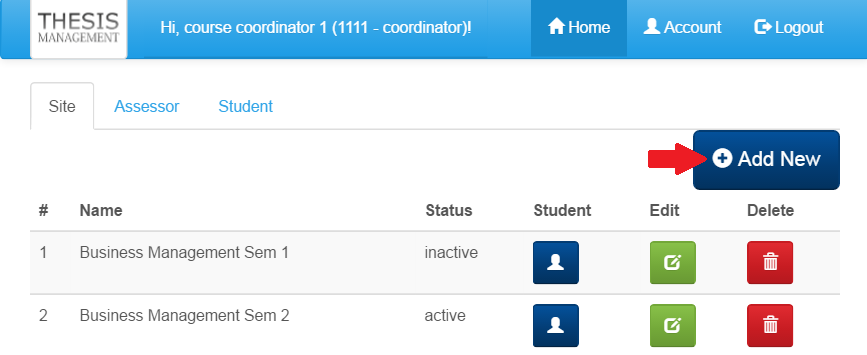 THESIS
MANAGEMENT
Hi, course coordinator 1 (1111 - coordinator)!
Home
Account
Logout
Site
Assessor
Student
Add New
# Name Status Student Edit Delete
1 Business Management Sem 1 inactive
2 Business Management Sem 2 active